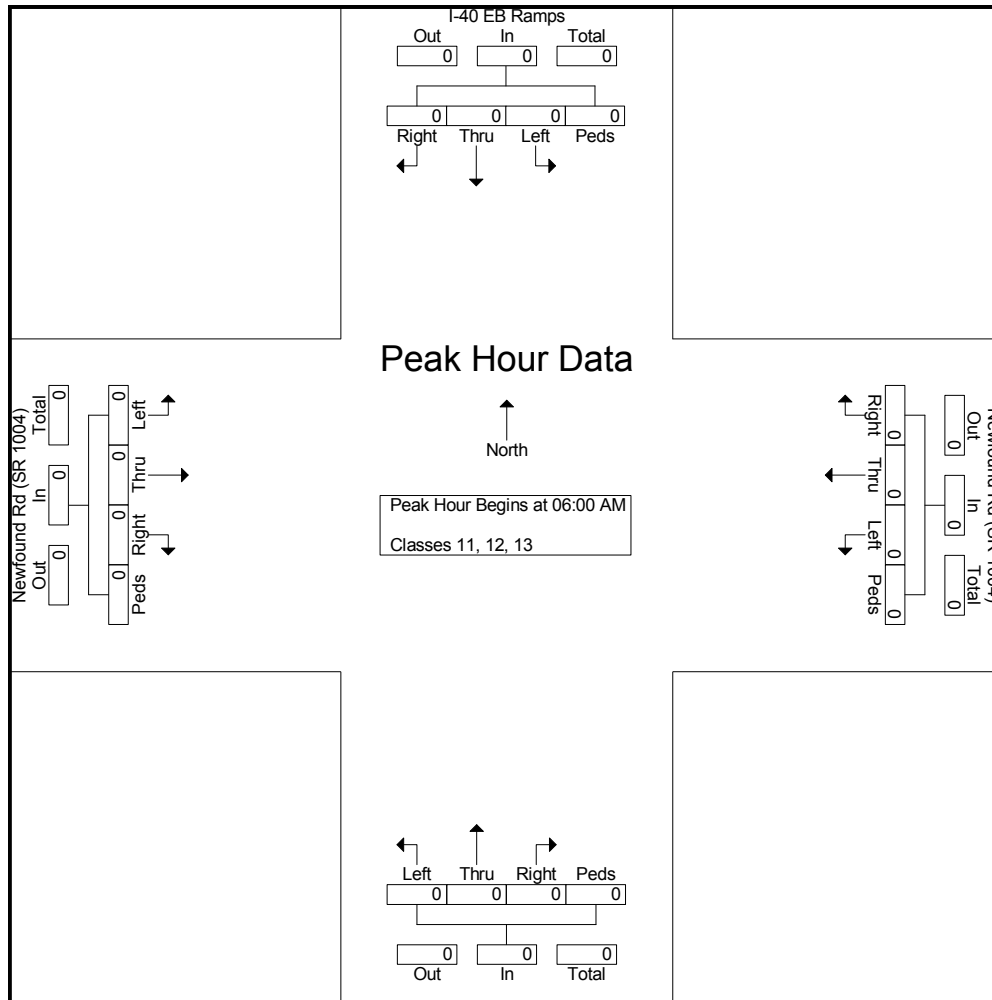 I-40 EB Ramps
Out In Total
0 0 0
0 0 0 0
Right Thru Left Peds
Peak Hour Data
North
Peak Hour Begins at 06:00 AM
Classes 11, 12, 13
Newfound Rd (SR 1004)
Out In Total
0 0 0
0 0 0 0
Peds Right Thru Left
Newfound Rd (SR 1004)
Out In Total
0 0 0
0 0 0 0
Right Thru Left Peds
Left Thru Right Peds
0 0 0 0
0 0 0
Out In Total